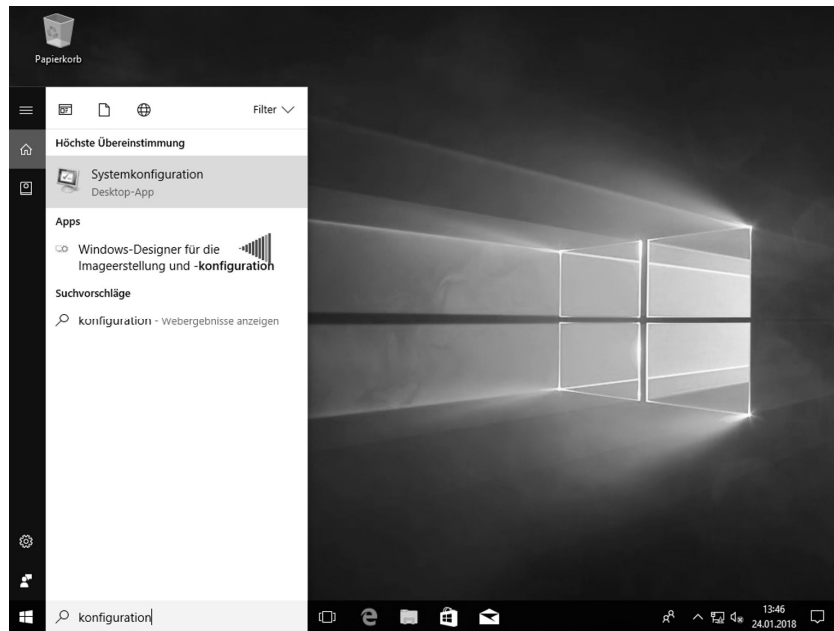 Papierkorb
Filter
Höchste Übereinstimmung
Systemkonfiguration
Desktop-App
Apps
Windows-Designer für die
Imageerstellung und -konfiguration
Suchvorschläge
konfiguration - Webergebnisse anzeigen
konfiguration
13:46
24.01.2018